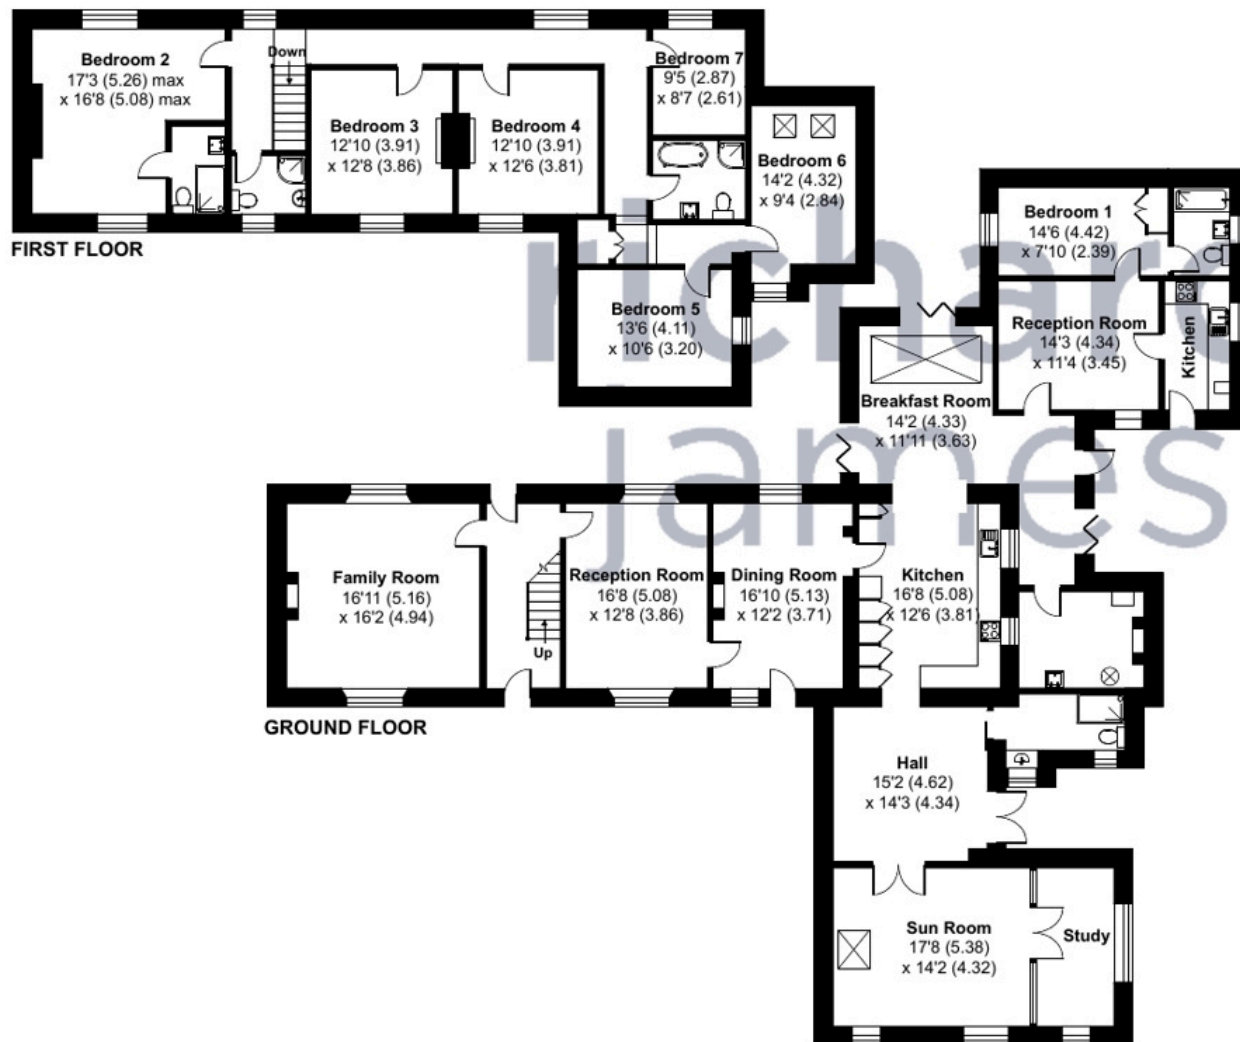 Bedroom 2
17'3 (5.26) max
x 16'8 (5.08) max
Down
Bedroom 3
12'10 (3.91)
x 12'8 (3.86)
Bedroom 4
12'10 (3.91)
x 12'6 (3.81)
Bedroom 7
9'5 (2.87)
x 8'7 (2.61)
Bedroom 6
14'2 (4.32)
x 9'4 (2.84)
Bedroom 5
13'6 (4.11)
x 10'6 (3.20)
FIRST FLOOR
Bedroom 1
14'6 (4.42)
x 7'10 (2.39)
Reception Room
14'3 (4.34)
x 11'4 (3.45)
Kitchen
Breakfast Room
14'2 (4.33)
x 11'11 (3.63)
richard
james
Family Room
16'11 (5.16)
x 16'2 (4.94)
Up
Reception Room
16'8 (5.08)
x 12'8 (3.86)
Dining Room
16'10 (5.13)
x 12'2 (3.71)
Kitchen
16'8 (5.08)
x 12'6 (3.81)
GROUND FLOOR
Hall
15'2 (4.62)
x 14'3 (4.34)
Sun Room
17'8 (5.38)
x 14'2 (4.32)
Study